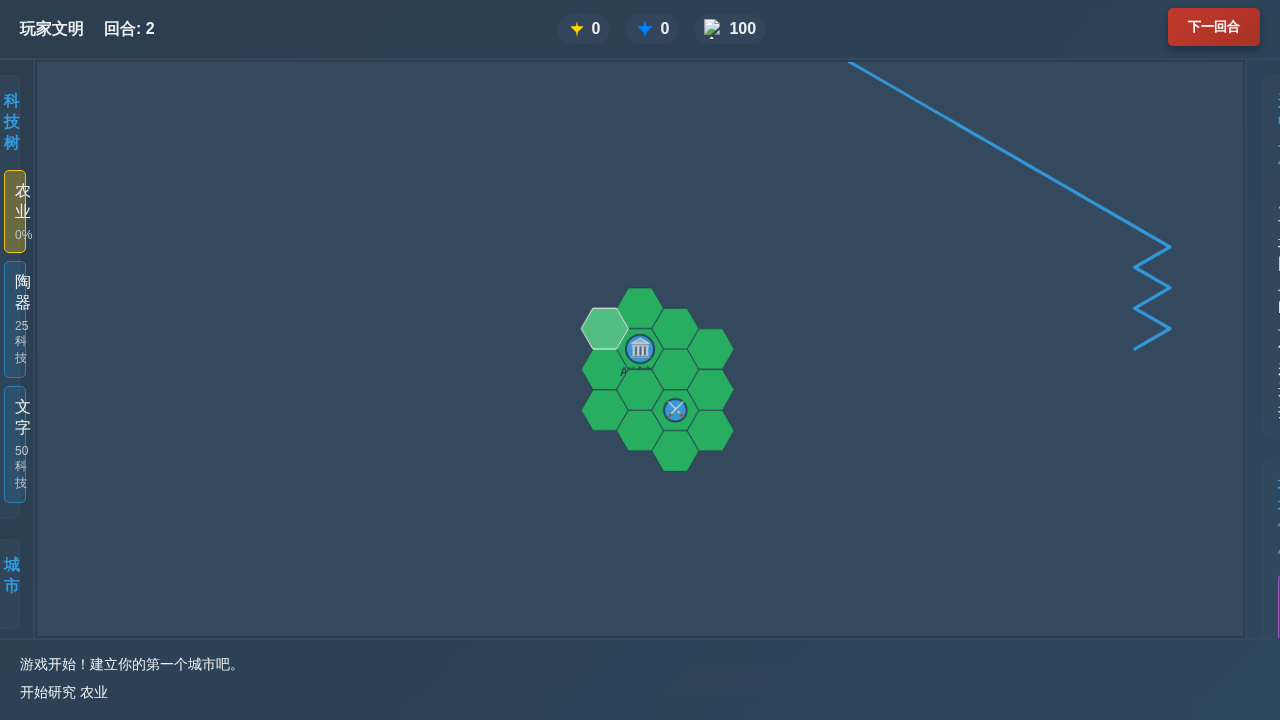 玩家文明
回合: 2
0
0
100
下一回合
科
技
树
农
业
0%
陶
器
25
科
技
文
字
50
科
技
城
市
游戏开始！建立你的第一个城市吧。
开始研究 农业